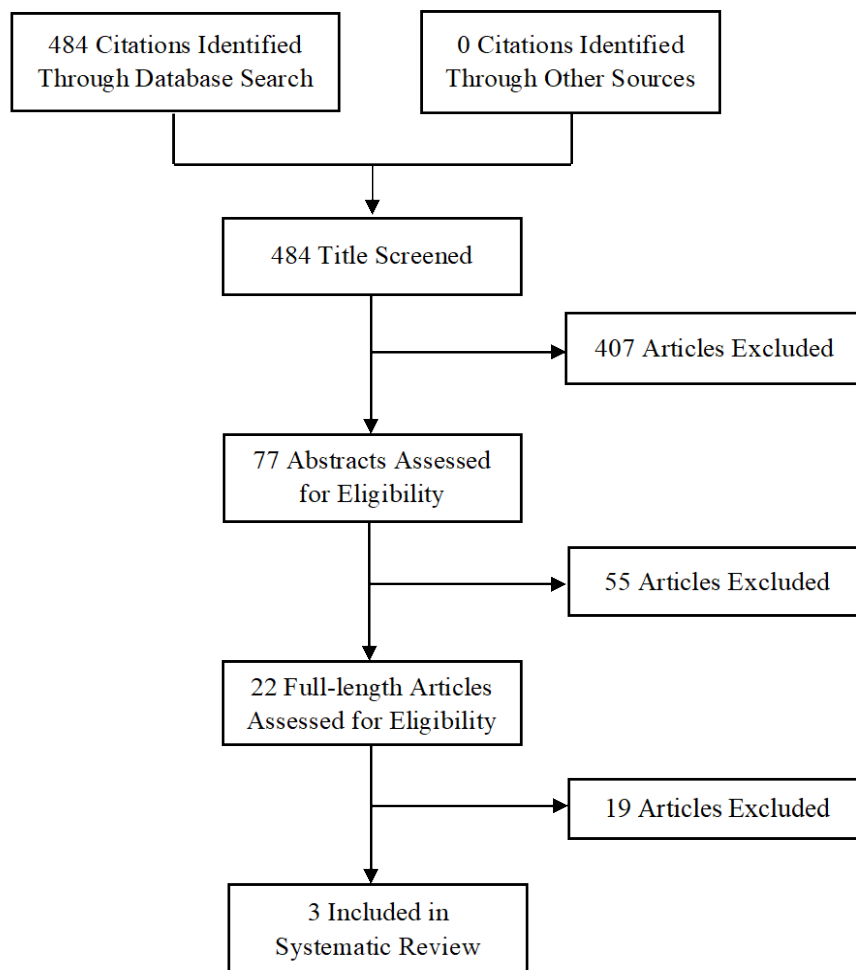 484 Citations Identified
Through Database Search
0 Citations Identified
Through Other Sources
484 Title Screened
407 Articles Excluded
77 Abstracts Assessed
for Eligibility
55 Articles Excluded
22 Full-length Articles
Assessed for Eligibility
19 Articles Excluded
3 Included in
Systematic Review